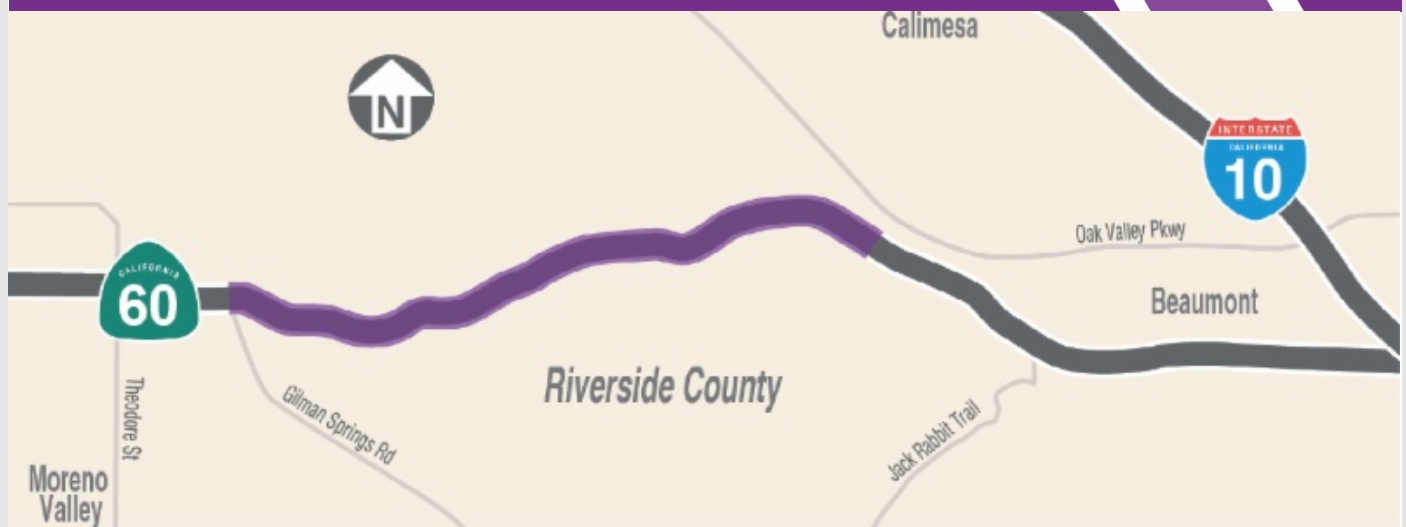 Calimesa
N
INTERSTATE
CALIFORNIA
10
Oak Valley Pkwy
CALIFORNIA
60
Beaumont
Riverside County
Theodore St
Gilman Springs Rd
Jack Rabbit Trail
Moreno
Valley